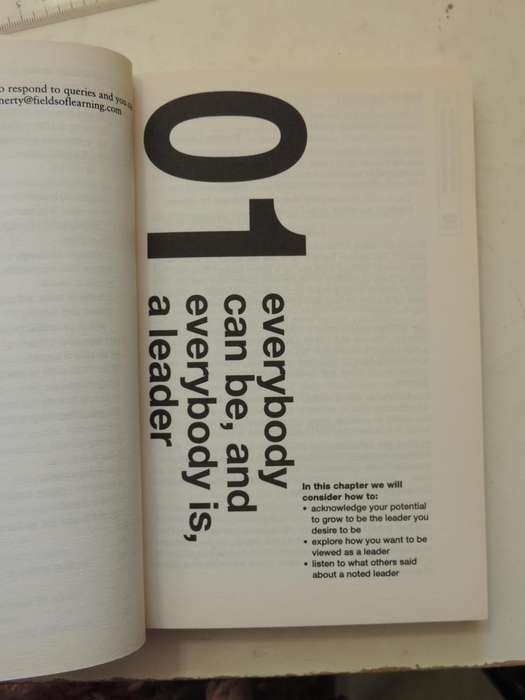 o respond to queries and you
herty@fieldsoflearning.com
01
everybody
can be, and
everybody is,
a leader
In this chapter we will
consider how to:
• acknowledge your potential
to grow to be the leader you
desire to be
• explore how you want to be
viewed as a leader
• listen to what others said
about a noted leader